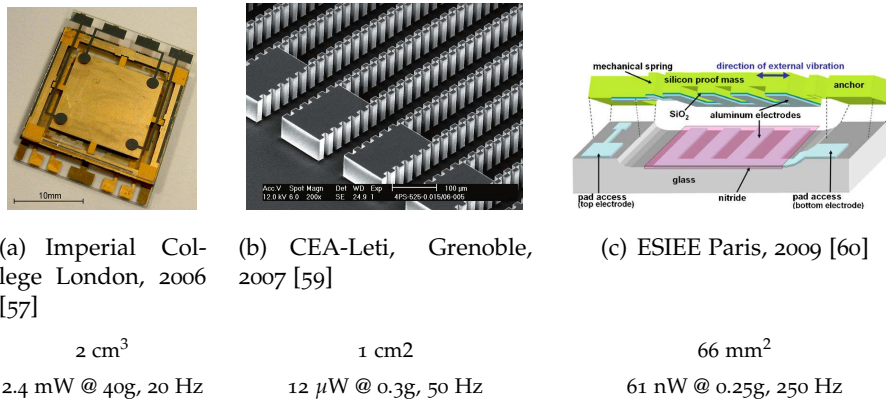 10mm
Acc.V Spot Magn Det WD Exp 100 µm
12.0 kV 6.0 200x SE 24.9 1 4PS-525-0.015/06-005
mechanical spring
silicon proof mass
direction of external vibration
anchor
SiO2
aluminum electrodes
glass
nitride
pad access
(top electrode)
pad access
(bottom electrode)
(a) Imperial Col-
lege London, 2006
[57]
(b) CEA-Leti, Grenoble,
2007 [59]
(c) ESIEE Paris, 2009 [60]
2 cm³
1 cm2
66 mm²
2.4 mW @ 40g, 20 Hz
12 µW @ 0.3g, 50 Hz
61 nW @ 0.25g, 250 Hz